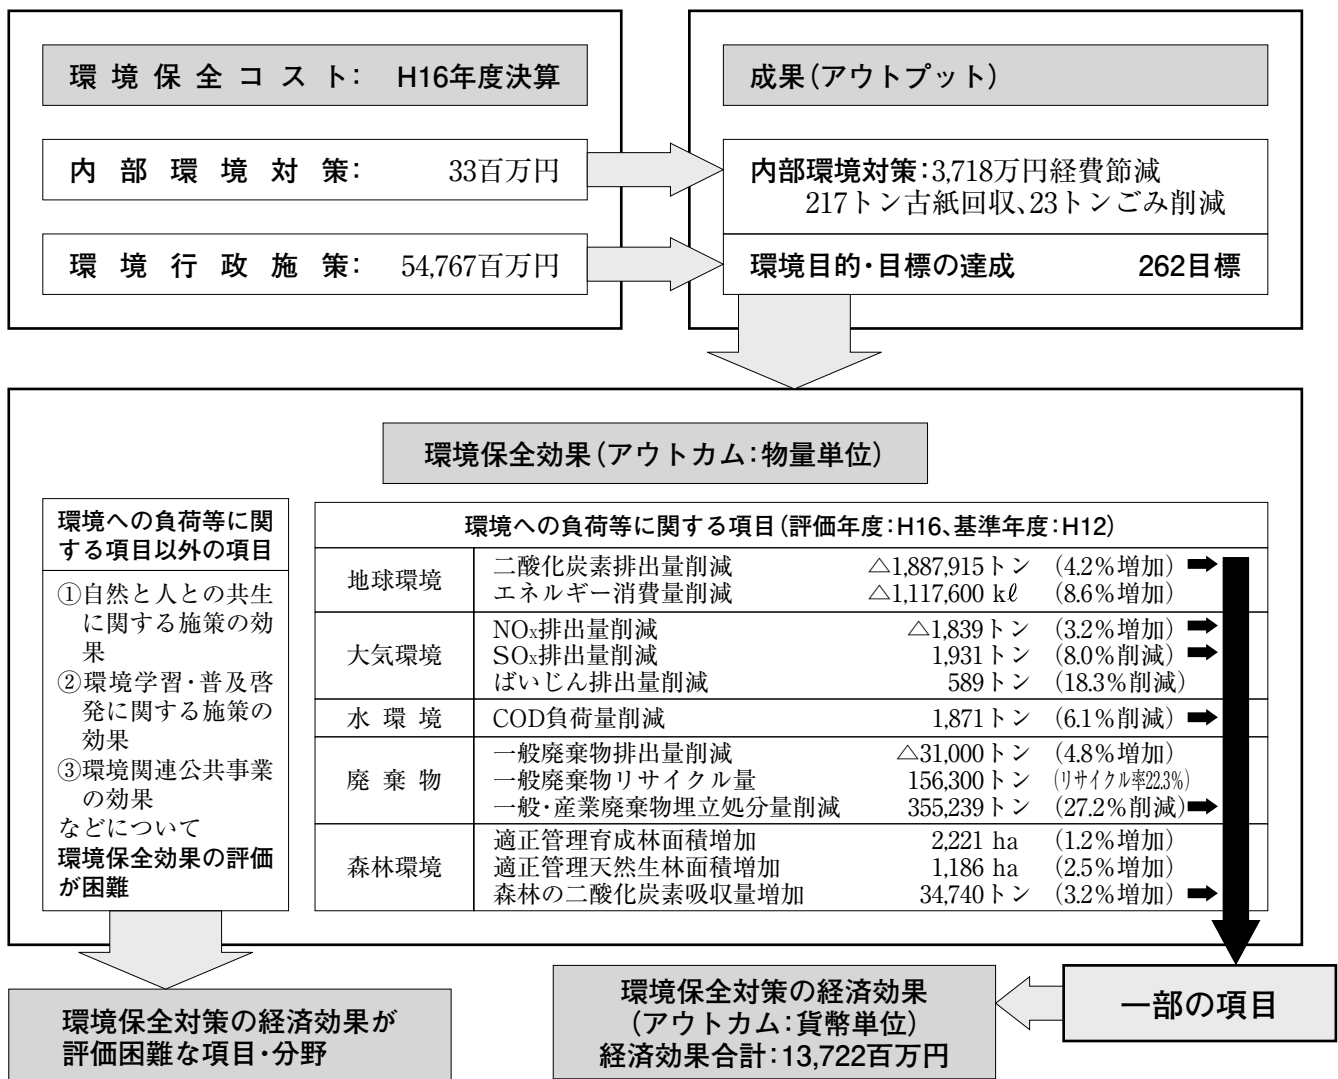 環境保全コスト： H16年度決算
内部環境対策： 33百万円
環境行政施策： 54,767百万円
成果（アウトプット）
内部環境対策：3,718万円経費節減
217トン古紙回収、23トンごみ削減
環境目的・目標の達成 262目標
環境保全効果（アウトカム：物量単位）
環境への負荷等に関
する項目以外の項目
①自然と人との共生
に関する施策の効
果
②環境学習・普及啓
発に関する施策の
効果
③環境関連公共事業
の効果
などについて
環境保全効果の評価
が困難
環境への負荷等に関する項目（評価年度：H16、基準年度：H12）
地球環境
二酸化炭素排出量削減 △1,887,915トン （4.2％増加）
エネルギー消費量削減 △1,117,600 kℓ （8.6％増加）
大気環境
NOx排出量削減 △1,839トン （3.2％増加）
SOx排出量削減 1,931トン （8.0％削減）
ばいじん排出量削減 589トン （18.3％削減）
水環境 COD負荷量削減 1,871トン （6.1％削減）
廃棄物
一般廃棄物排出量削減 △31,000トン （4.8％増加）
一般廃棄物リサイクル量 156,300トン （リサイクル率22.3％）
一般・産業廃棄物埋立処分量削減 355,239トン （27.2％削減）
森林環境
適正管理育成林面積増加 2,221 ha （1.2％増加）
適正管理天然生林面積増加 1,186 ha （2.5％増加）
森林の二酸化炭素吸収量増加 34,740トン （3.2％増加）
環境保全対策の経済効果が
評価困難な項目・分野
環境保全対策の経済効果
（アウトカム：貨幣単位）
経済効果合計：13,722百万円
一部の項目